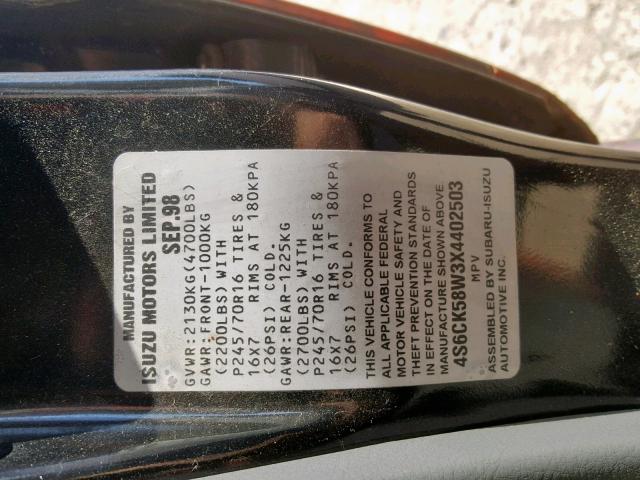 MANUFACTURED BY
ISUZU MOTORS LIMITED
SEP.98
GVWR:2130KG(4700LBS)
GAWR:FRONT-1000KG
(2200LBS) WITH
P245/70R16 TIRES &
16X7 RIMS AT 180KPA
(26PSI) COLD.
GAWR:REAR-1225KG
(2700LBS) WITH
P245/70R16 TIRES &
16X7 RIMS AT 180KPA
(26PSI) COLD.
THIS VEHICLE CONFORMS TO
ALL APPLICABLE FEDERAL
MOTOR VEHICLE SAFETY AND
THEFT PREVENTION STANDARDS
IN EFFECT ON THE DATE OF
MANUFACTURE SHOWN ABOVE.
4S6CK58W3X4402503
MPV
ASSEMBLED BY SUBARU-ISUZU
AUTOMOTIVE INC.